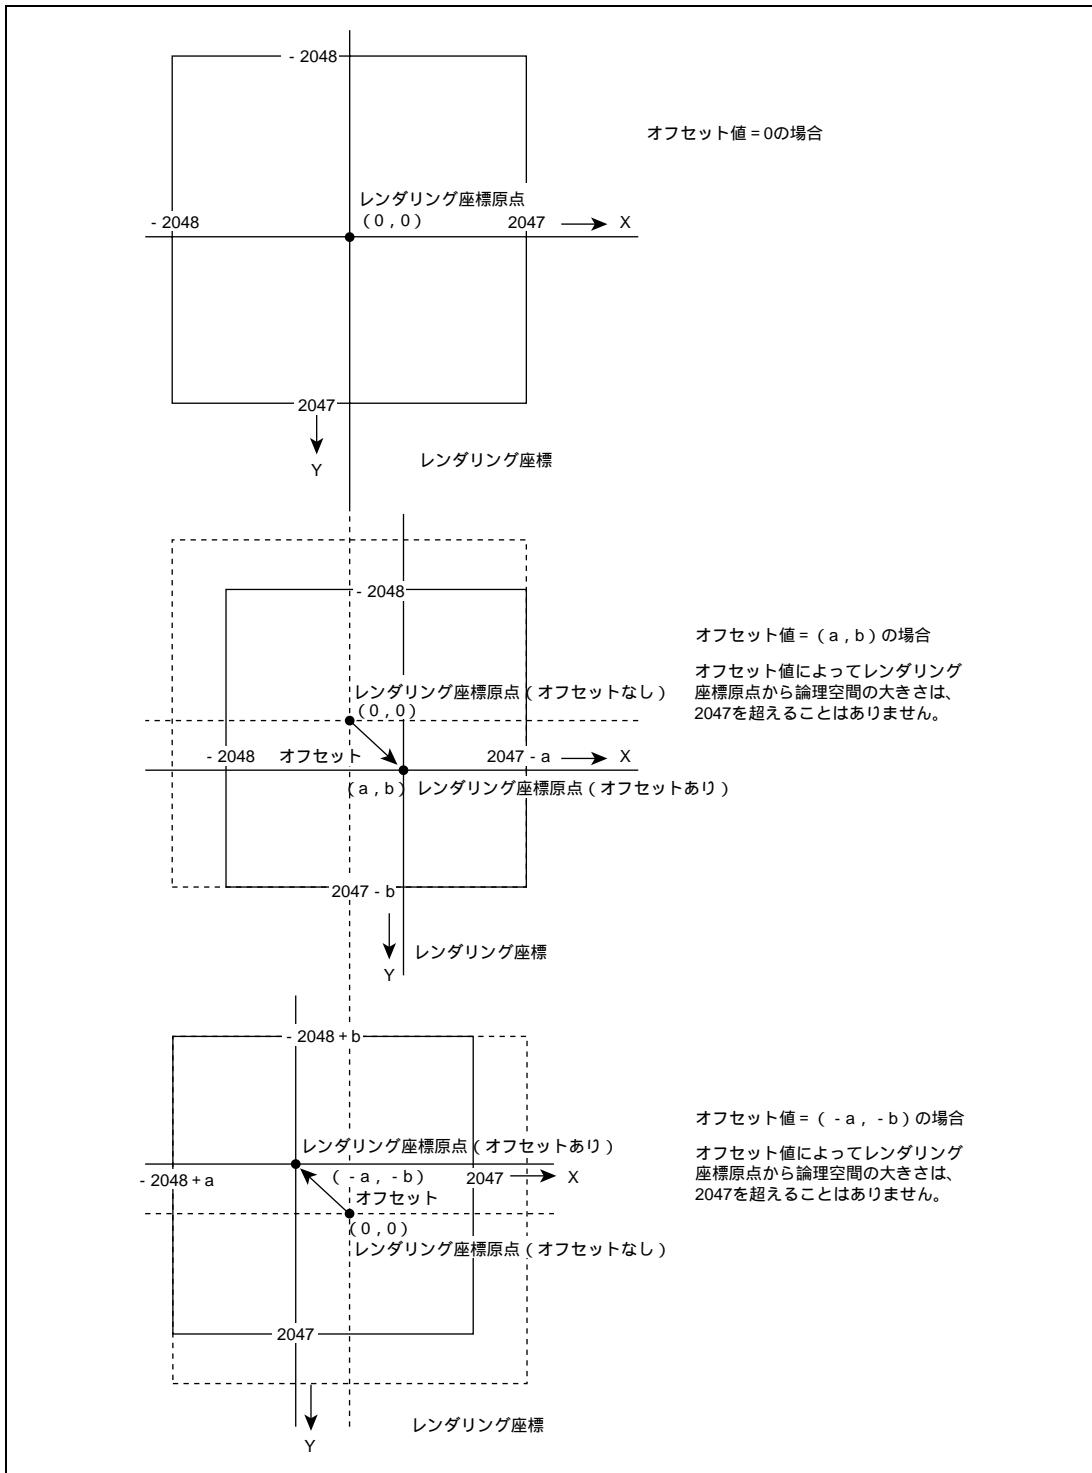 - 2048
オフセット値 = 0の場合
レンダリング座標原点
( 0 , 0 )
- 2048
2047
X
2047
Y
レンダリング座標
- 2048
オフセット値 = ( a , b ) の場合
オフセット値によってレンダリング
座標原点から論理空間の大きさは、
2047を超えることはありません。
レンダリング座標原点 ( オフセットなし )
( 0 , 0 )
- 2048
オフセット
2047 - a
X
( a , b ) レンダリング座標原点 ( オフセットあり )
2047 - b
Y
レンダリング座標
- 2048 + b
オフセット値 = ( - a , - b ) の場合
オフセット値によってレンダリング
座標原点から論理空間の大きさは、
2047を超えることはありません。
レンダリング座標原点 ( オフセットあり )
- 2048 + a
( - a , - b )
2047
X
オフセット
( 0 , 0 )
レンダリング座標原点 ( オフセットなし )
2047
Y
レンダリング座標